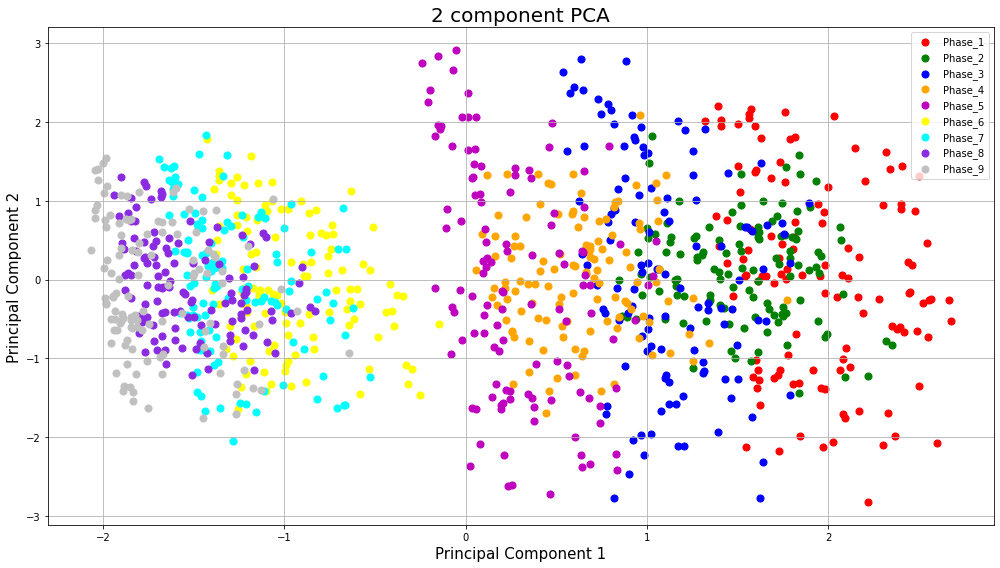 2 component PCA
Principal Component 2
3
2
1
0
−1
−2
−3
Phase_1
Phase_2
Phase_3
Phase_4
Phase_5
Phase_6
Phase_7
Phase_8
Phase_9
−2
−1
0
1
2
Principal Component 1